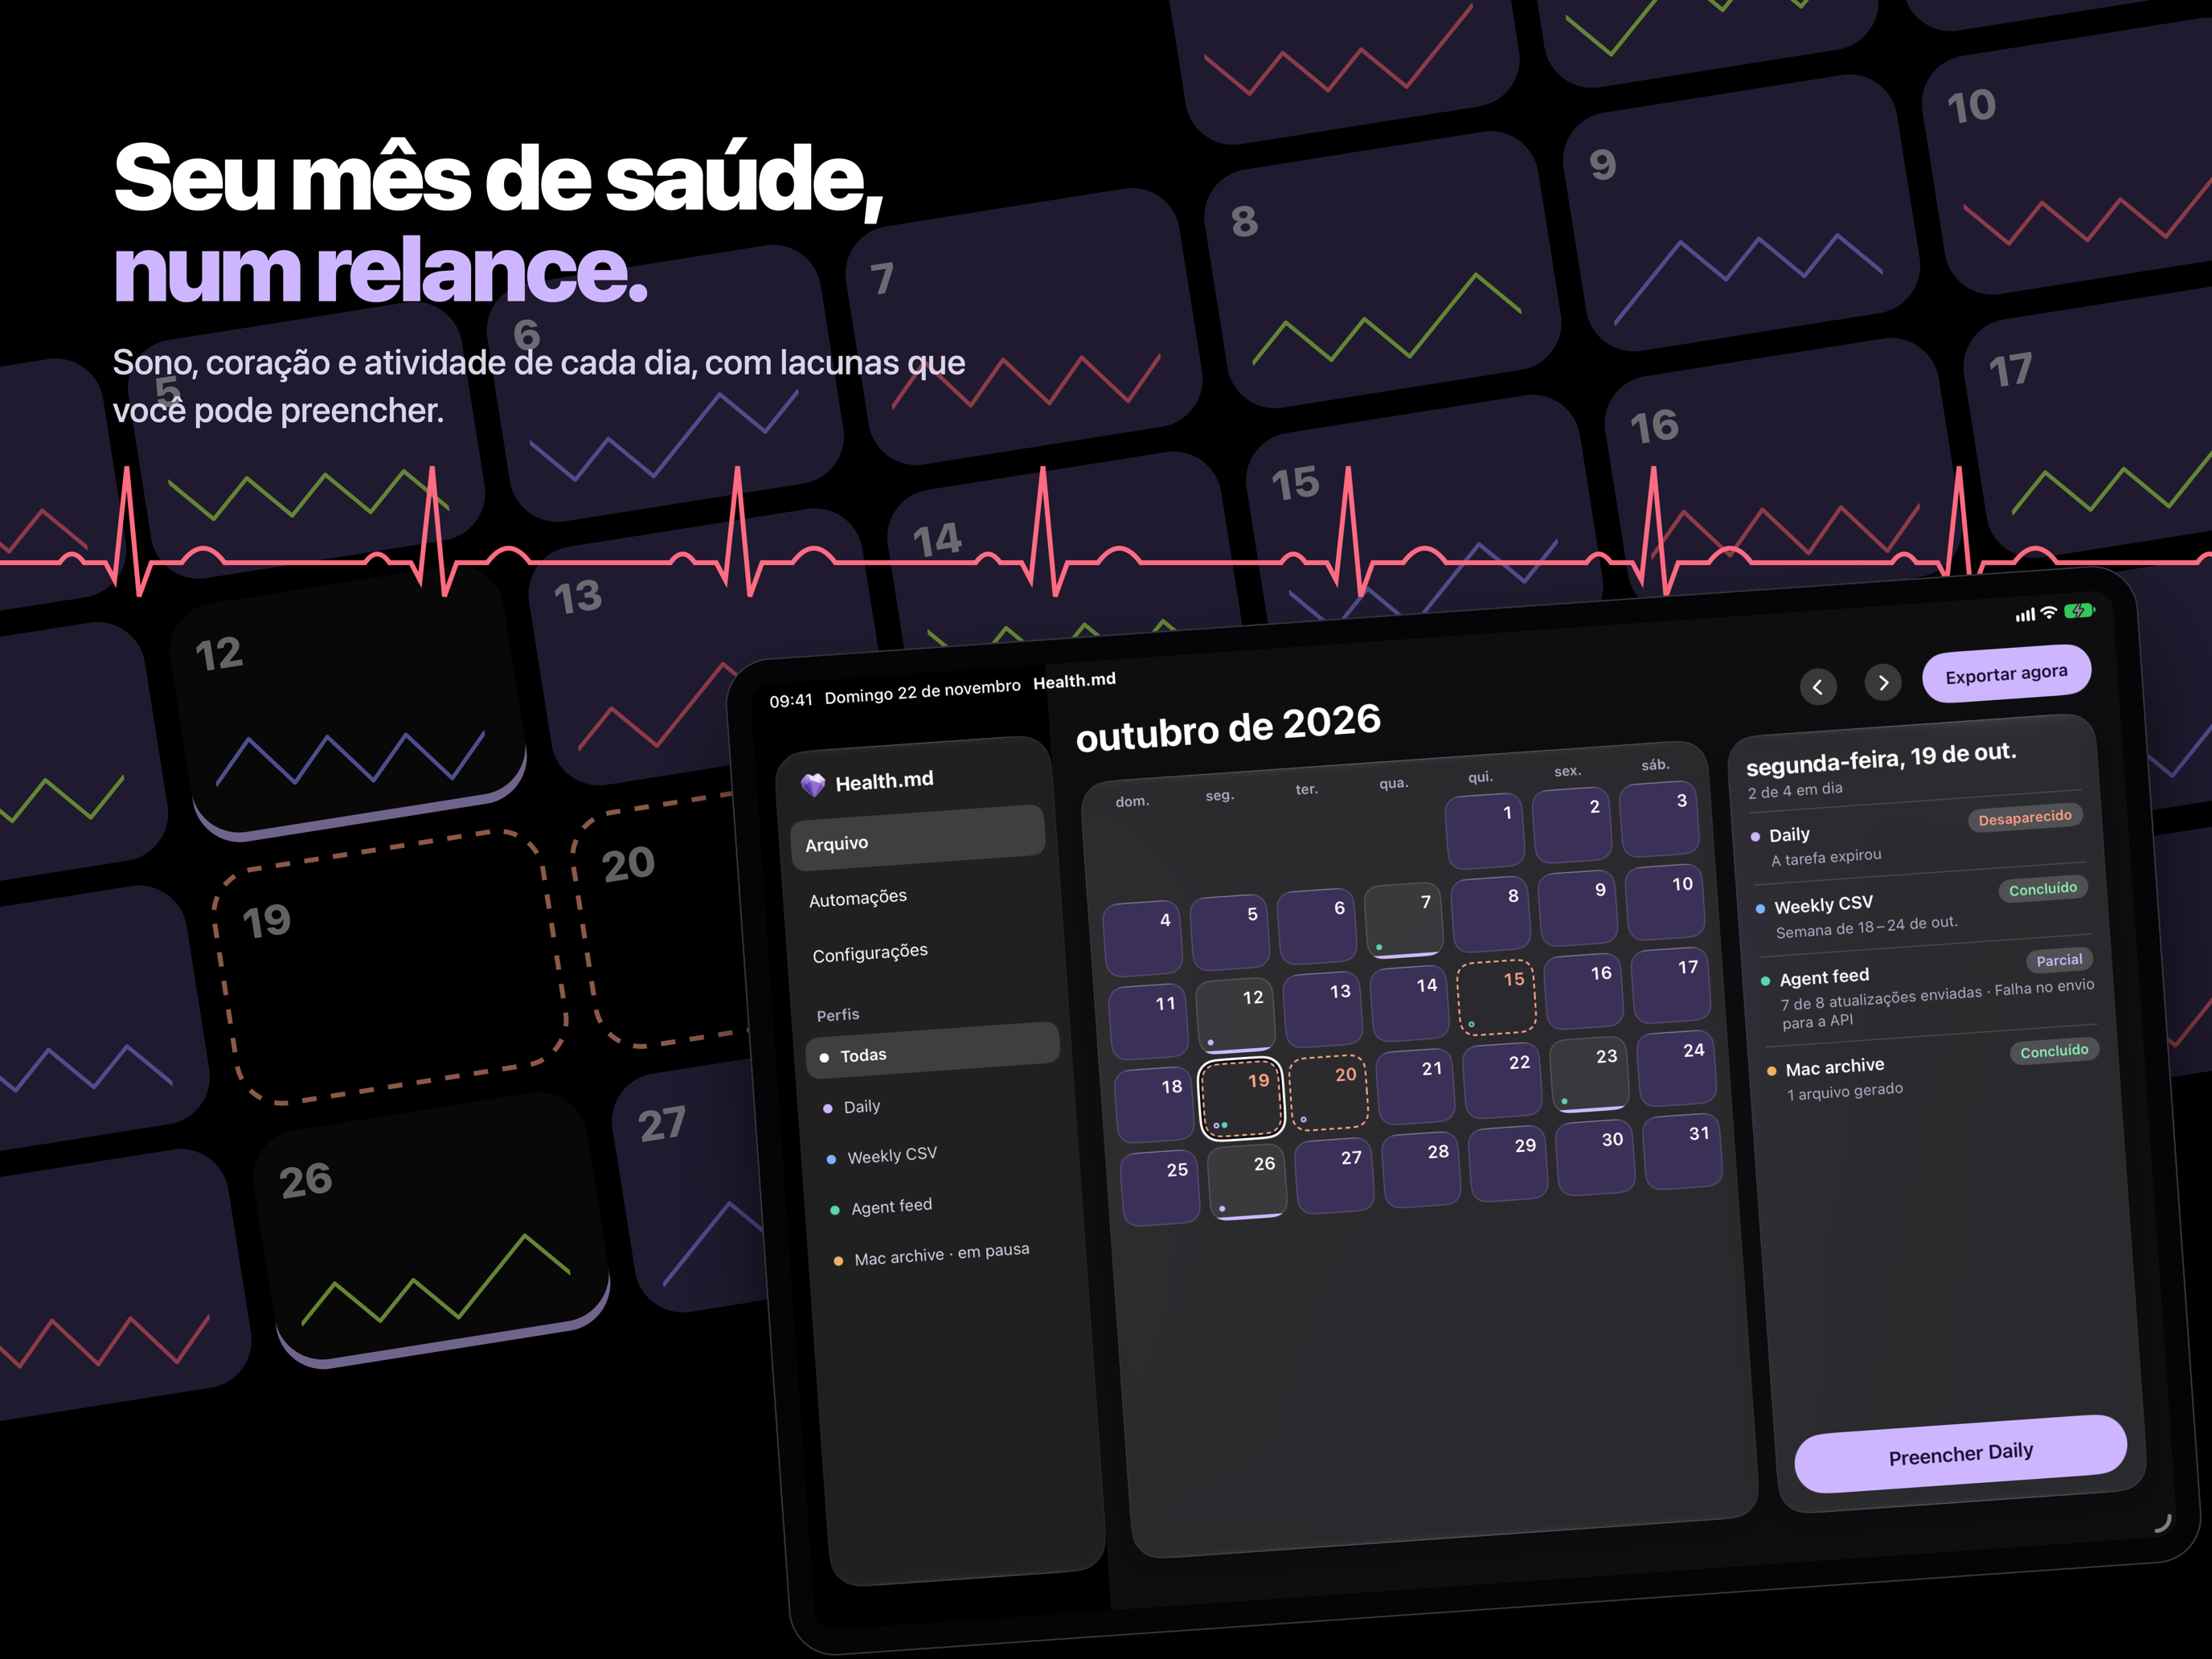 Seu mês de saúde,
num relance.
Sono, coração e atividade de cada dia, com lacunas que
você pode preencher.
5
6
7
8
9
10
12
13
14
15
16
17
19
20
26
27
09:41 Domingo 22 de novembro Health.md
Health.md
Arquivo
Automações
Configurações
Perfis
Todas
Daily
Weekly CSV
Agent feed
Mac archive · em pausa
outubro de 2026
Exportar agora
dom. seg. ter. qua. qui. sex. sáb.
1 2 3
4 5 6 7 8 9 10
11 12 13 14 15 16 17
18 19 20 21 22 23 24
25 26 27 28 29 30 31
segunda-feira, 19 de out.
2 de 4 em dia
Daily Desaparecido
A tarefa expirou
Weekly CSV Concluído
Semana de 18–24 de out.
Agent feed Parcial
7 de 8 atualizações enviadas · Falha no envio
para a API
Mac archive Concluído
1 arquivo gerado
Preencher Daily